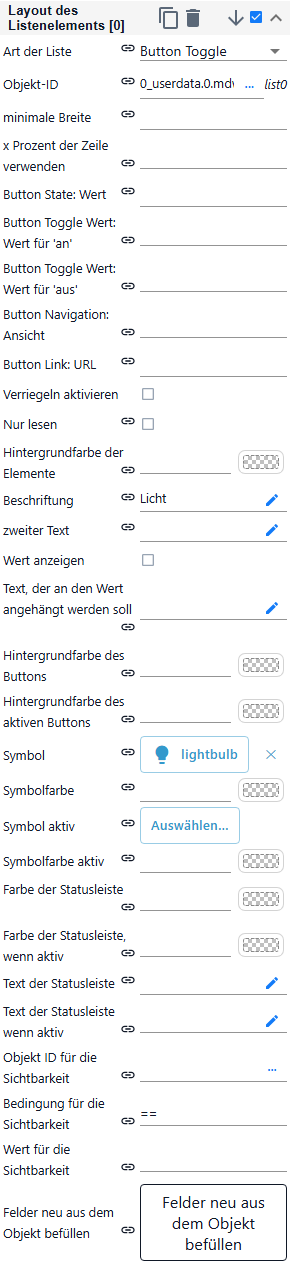 Layout des
Listenelements [0]
Art der Liste
Button Toggle
Objekt-ID
0_userdata.0.mdw
...
list0
minimale Breite
x Prozent der Zeile
verwenden
Button State: Wert
Button Toggle Wert:
Wert für 'an'
Button Toggle Wert:
Wert für 'aus'
Button Navigation:
Ansicht
Button Link: URL
Verriegeln aktivieren
Nur lesen
Hintergrundfarbe der
Elemente
Beschriftung
Licht
zweiter Text
Wert anzeigen
Text, der an den Wert
angehängt werden soll
Hintergrundfarbe des
Buttons
Hintergrundfarbe des
aktiven Buttons
Symbol
lightbulb
Symbolfarbe
Symbol aktiv
Auswählen...
Symbolfarbe aktiv
Farbe der Statusleiste
Farbe der Statusleiste,
wenn aktiv
Text der Statusleiste
Text der Statusleiste
wenn aktiv
Objekt ID für die
Sichtbarkeit
...
Bedingung für die
Sichtbarkeit
==
Wert für die
Sichtbarkeit
Felder neu aus dem
Objekt befüllen
Felder neu aus
dem Objekt
befüllen